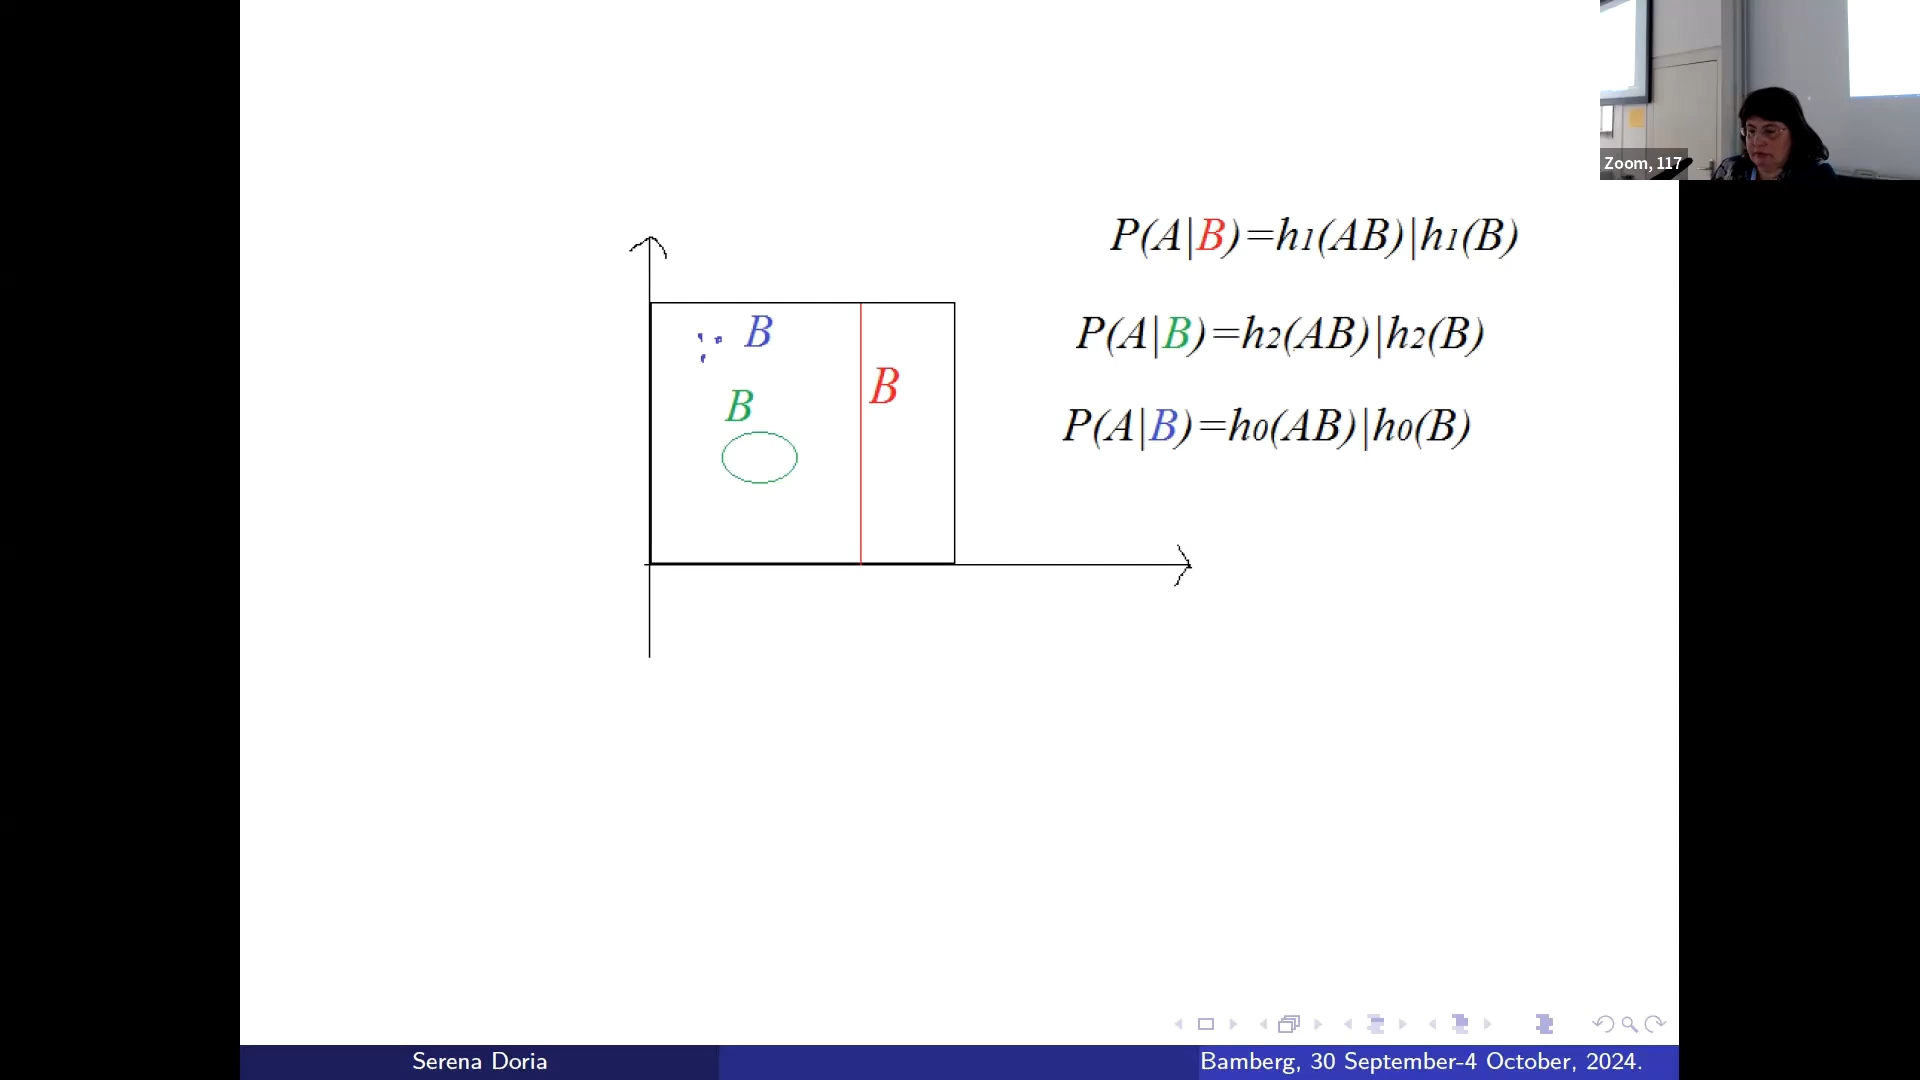 Zoom, 117
P(A|B)=h1(AB)|h1(B)
P(A|B)=h2(AB)|h2(B)
P(A|B)=h0(AB)|h0(B)
B
B
B
Serena Doria
Bamberg, 30 September-4 October, 2024.